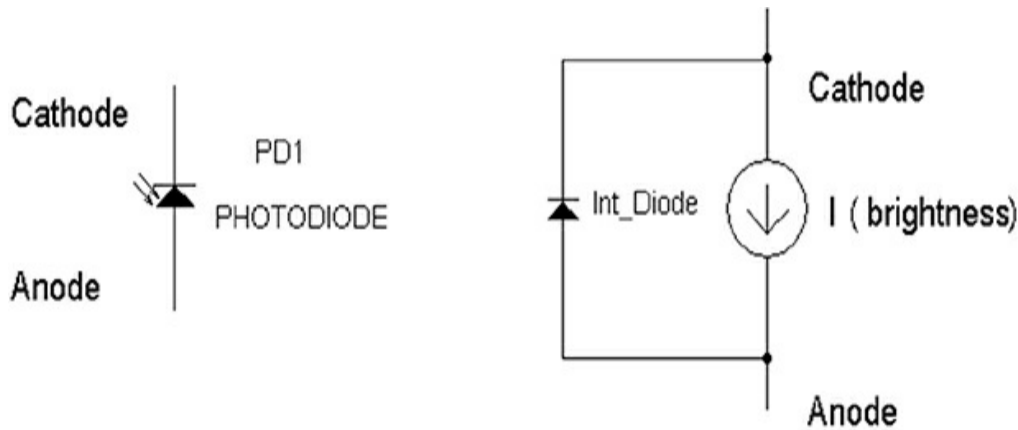 Cathode
PD1
PHOTODIODE
Anode
Cathode
Int_Diode
I ( brightness)
Anode